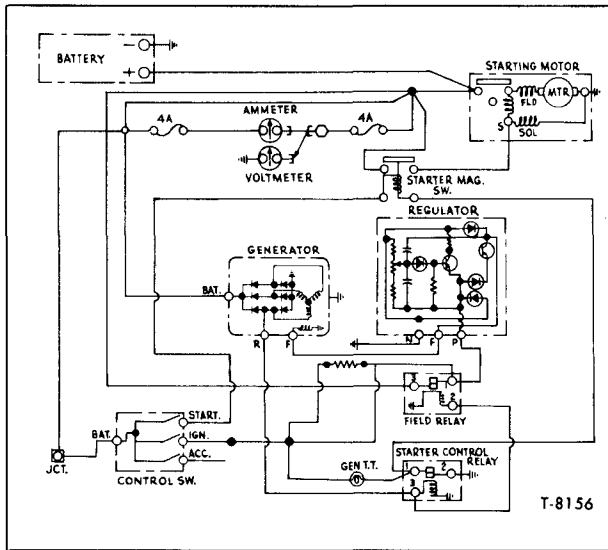 BATTERY
−
+
STARTING MOTOR
MTR
FLD
S
SOL
4A
AMMETER
4A
VOLTMETER
STARTER MAG.
SW.
REGULATOR
GENERATOR
BAT.
R
F
N
F
P
3
1
2
FIELD RELAY
START.
BAT.
IGN.
ACC.
JCT.
CONTROL SW.
STARTER CONTROL
RELAY
GEN T.T.
1
2
3
T-8156